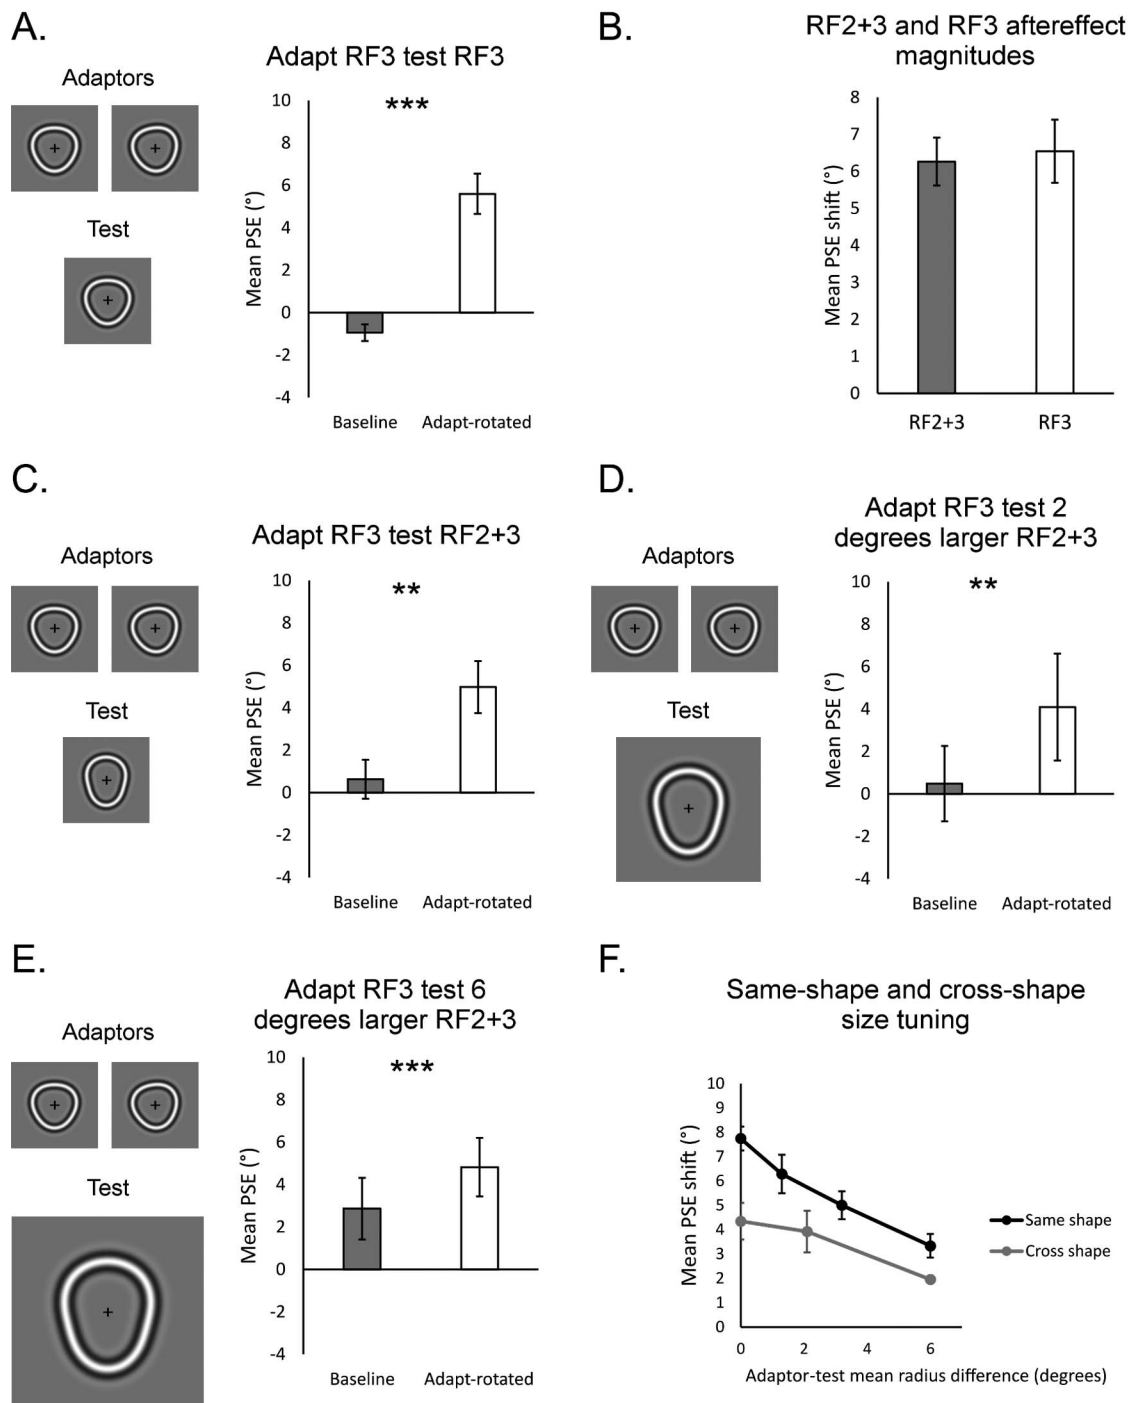 A.
Adapt RF3 test RF3
Adaptors
Test
***
10
8
6
4
2
0
-2
-4
Mean PSE (°)
Baseline
Adapt-rotated
B.
RF2+3 and RF3 aftereffect
magnitudes
8
7
6
5
4
3
2
1
0
Mean PSE shift (°)
RF2+3
RF3
C.
Adapt RF3 test RF2+3
Adaptors
Test
**
10
8
6
4
2
0
-2
-4
Mean PSE (°)
Baseline
Adapt-rotated
D.
Adapt RF3 test 2
degrees larger RF2+3
Adaptors
Test
**
10
8
6
4
2
0
-2
-4
Mean PSE (°)
Baseline
Adapt-rotated
E.
Adapt RF3 test 6
degrees larger RF2+3
Adaptors
Test
***
10
8
6
4
2
0
-2
-4
Mean PSE (°)
Baseline
Adapt-rotated
F.
Same-shape and cross-shape
size tuning
10
9
8
7
6
5
4
3
2
1
0
Mean PSE shift (°)
0
2
4
6
Adaptor-test mean radius difference (degrees)
Same shape
Cross shape